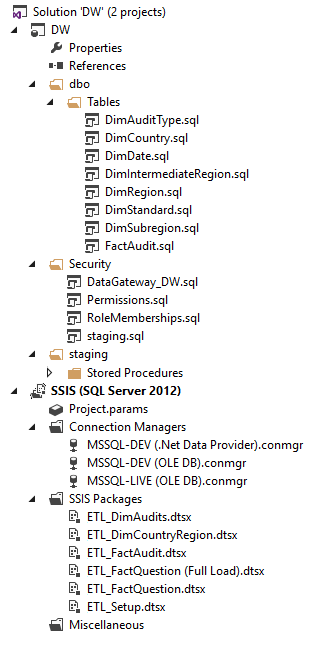 Solution 'DW' (2 projects)
DW
Properties
References
dbo
Tables
DimAuditType.sql
DimCountry.sql
DimDate.sql
DimIntermediateRegion.sql
DimRegion.sql
DimStandard.sql
DimSubregion.sql
FactAudit.sql
Security
DataGateway_DW.sql
Permissions.sql
RoleMemberships.sql
staging.sql
staging
Stored Procedures
SSIS (SQL Server 2012)
Project.params
Connection Managers
MSSQL-DEV (.Net Data Provider).conmgr
MSSQL-DEV (OLE DB).conmgr
MSSQL-LIVE (OLE DB).conmgr
SSIS Packages
ETL_DimAudits.dtsx
ETL_DimCountryRegion.dtsx
ETL_FactAudit.dtsx
ETL_FactQuestion (Full Load).dtsx
ETL_FactQuestion.dtsx
ETL_Setup.dtsx
Miscellaneous